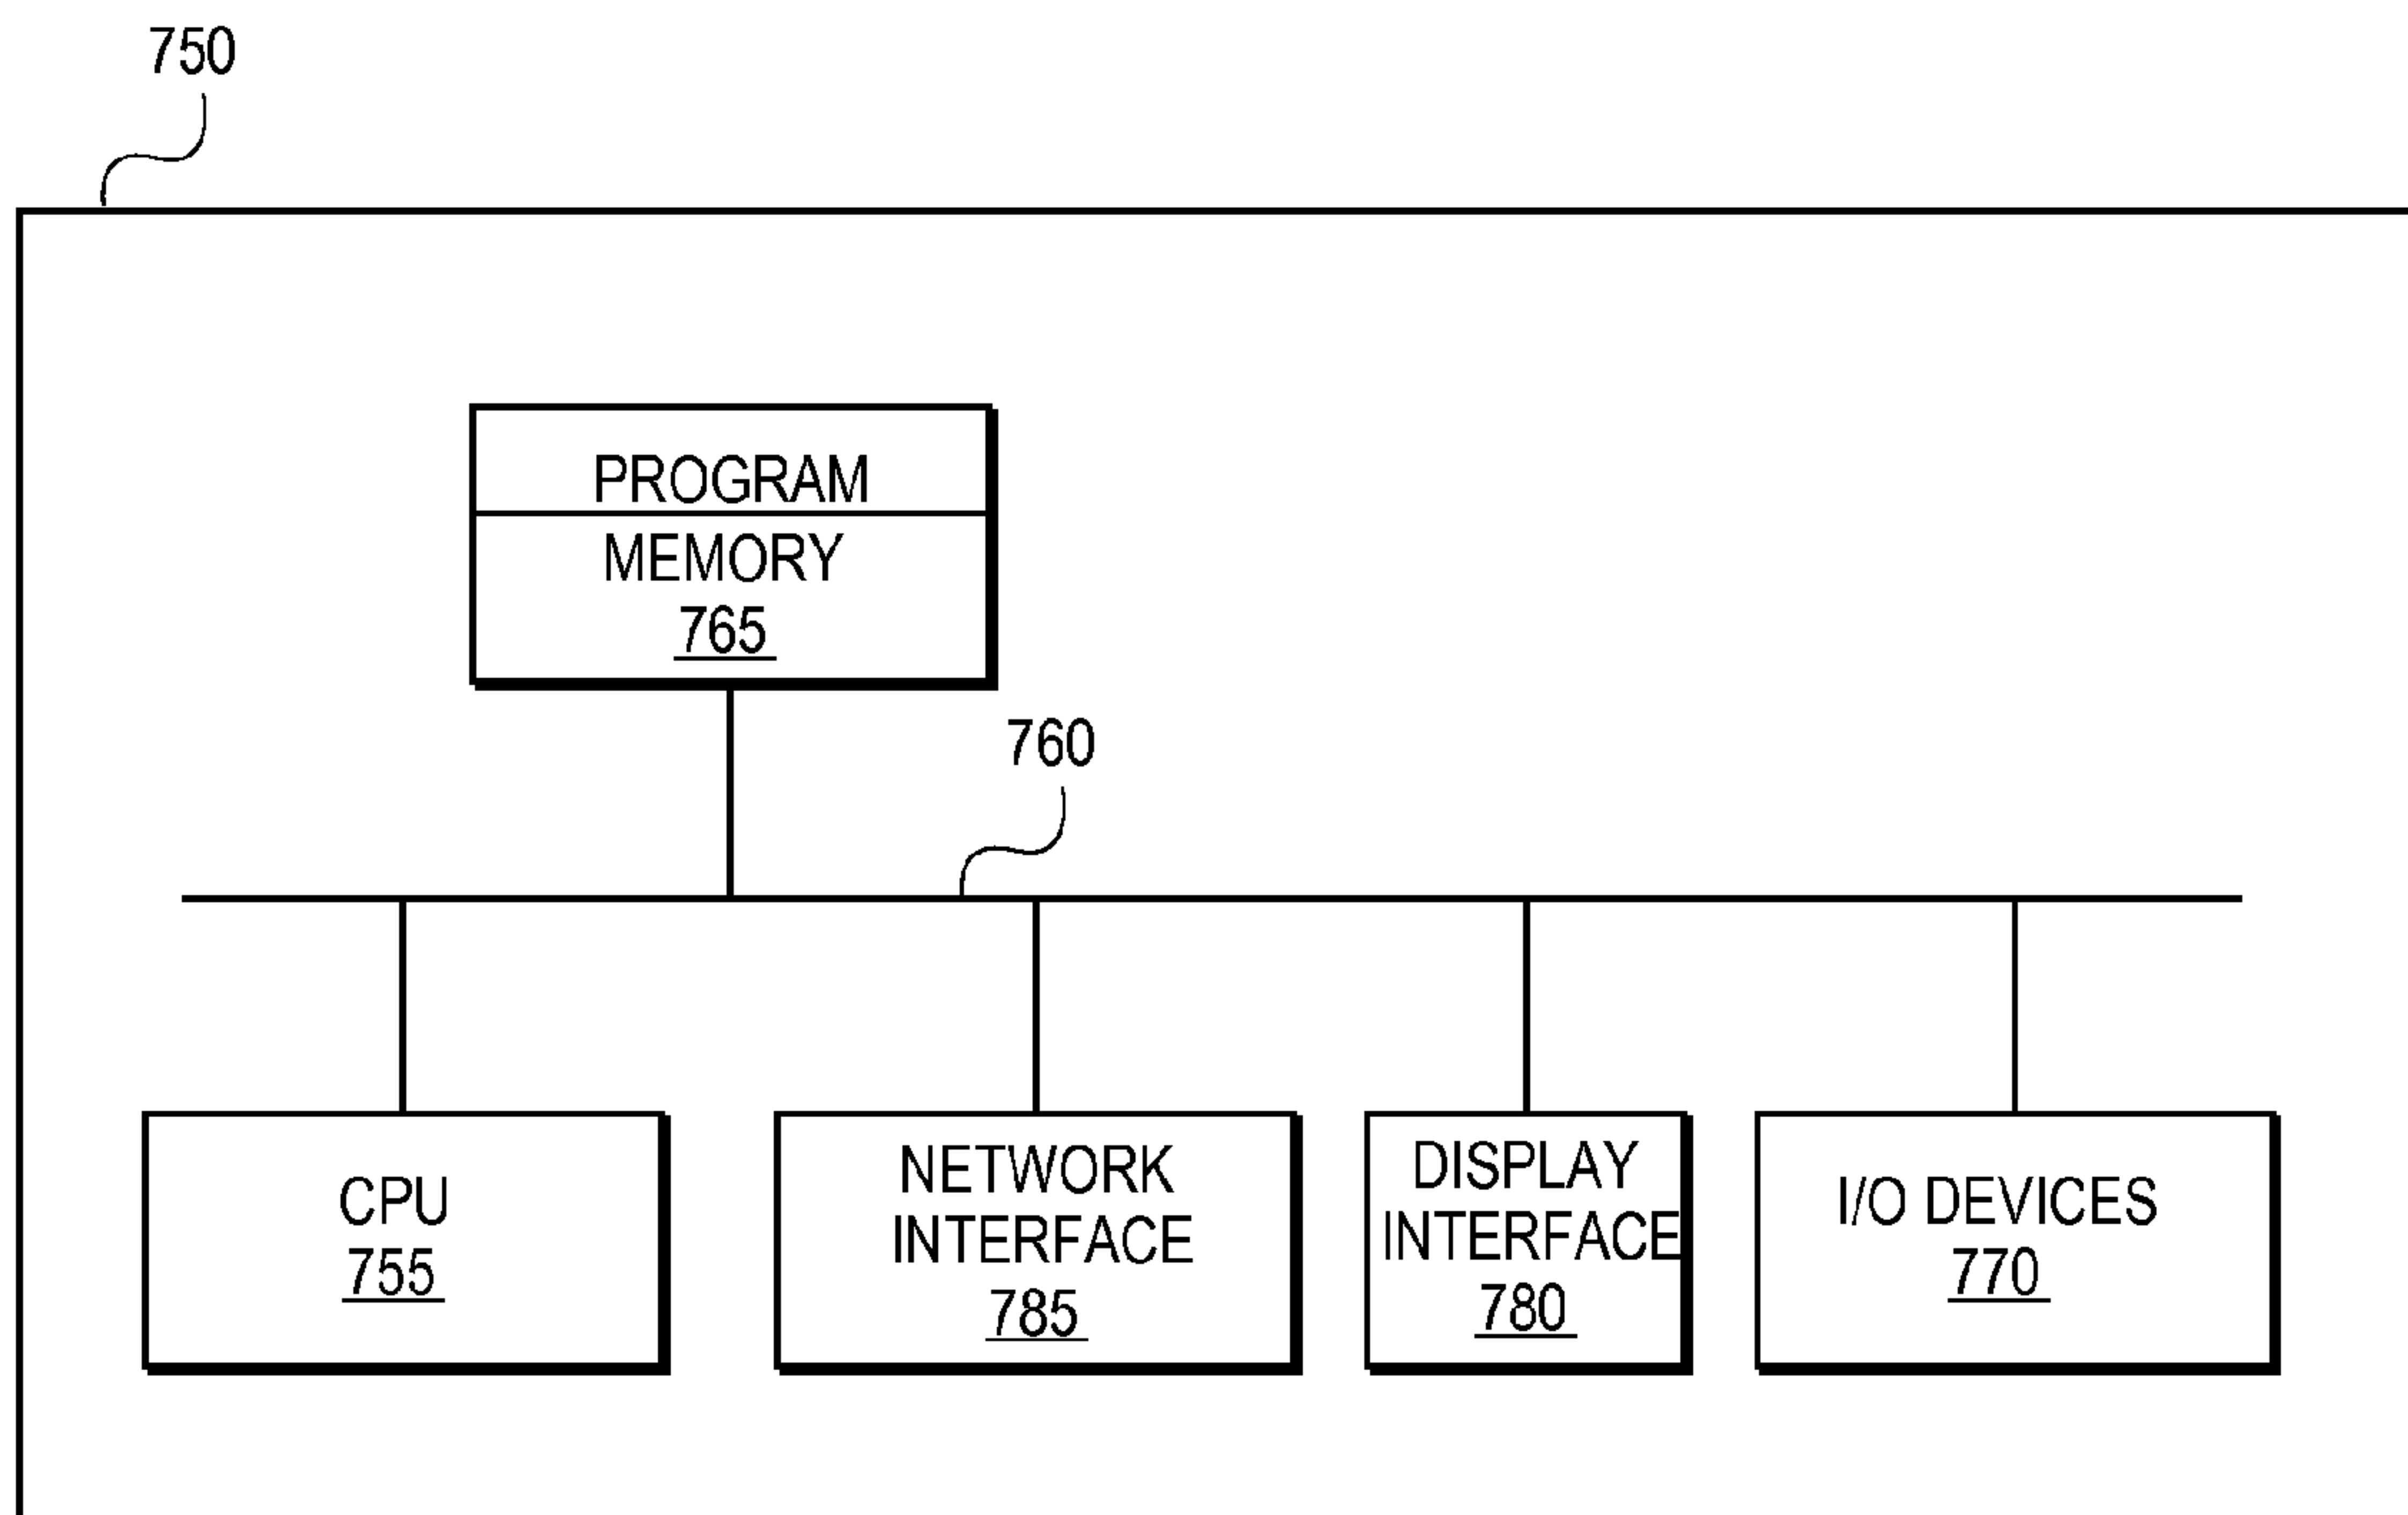 750
PROGRAM
MEMORY
765
760
CPU
755
NETWORK
INTERFACE
785
DISPLAY
INTERFACE
780
I/O DEVICES
770